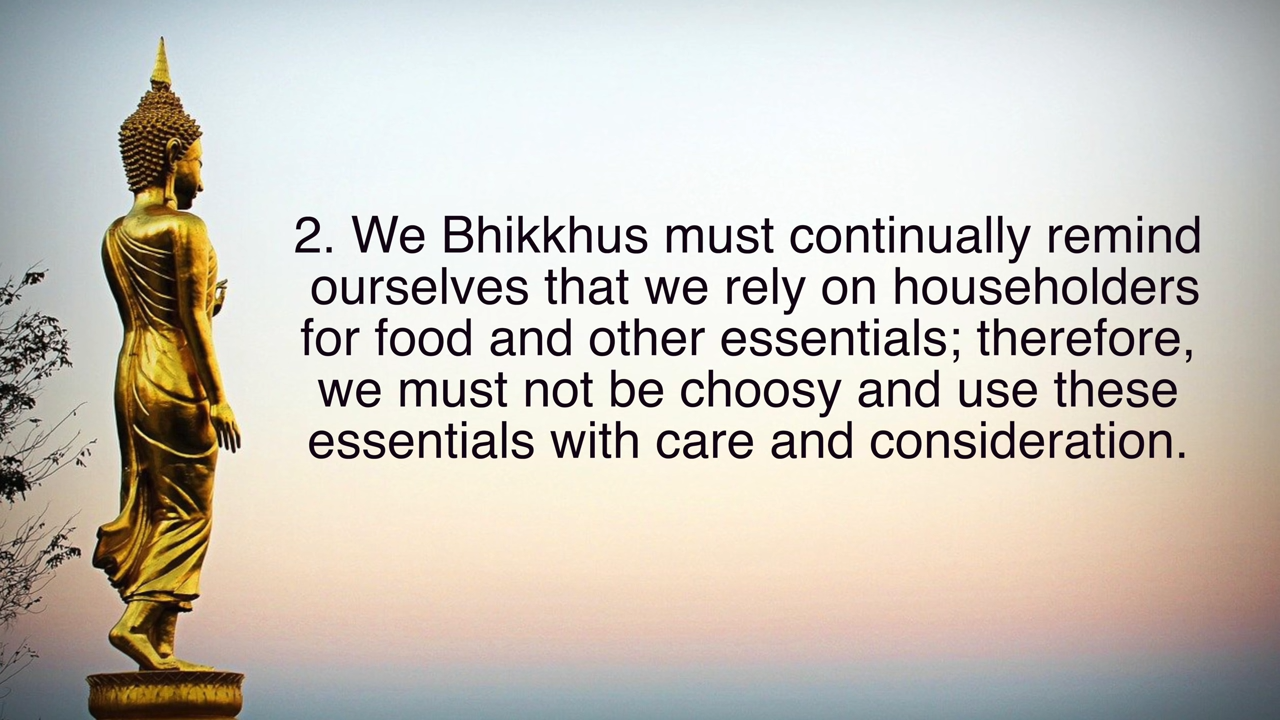 2. We Bhikkhus must continually remind
ourselves that we rely on householders
for food and other essentials; therefore,
we must not be choosy and use these
essentials with care and consideration.